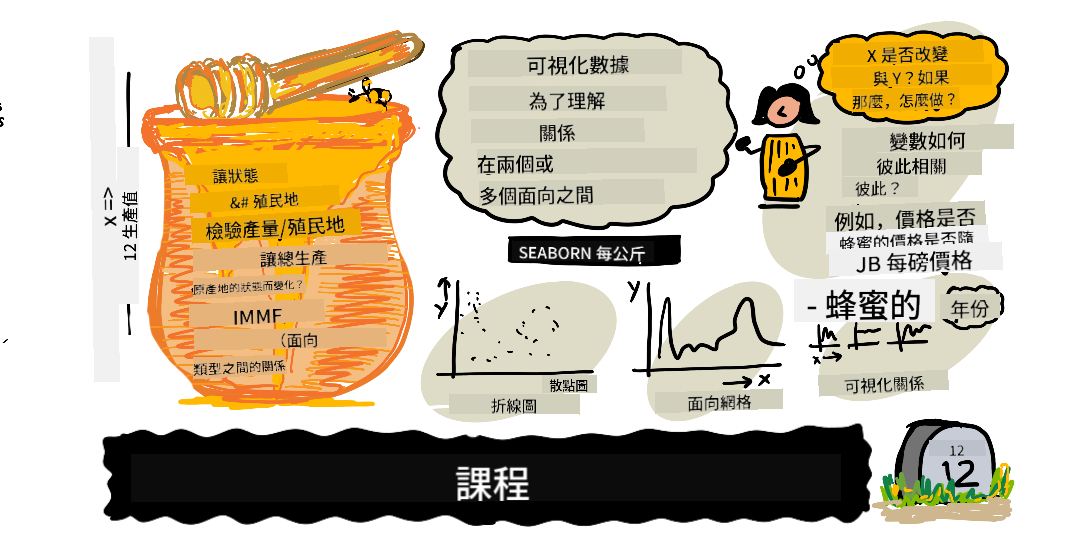 X =>
12 生產值
讓狀態
&# 殖民地
檢驗產量/殖民地
讓總生產
原產地的狀態而變化？
IMMF
（面向
類型之間的關係
可視化數據
為了理解
關係
在兩個或
多個面向之間
SEABORN 每公斤
X 是否改變
與 Y？如果
那麼，怎麼做？
變數如何
彼此相關
彼此？
例如，價格是否
蜂蜜的價格是否隨
JB 每磅價格
- 蜂蜜的
年份
Y
散點圖
折線圖
Y
x
面向網格
x
可視化關係
課程
12
12